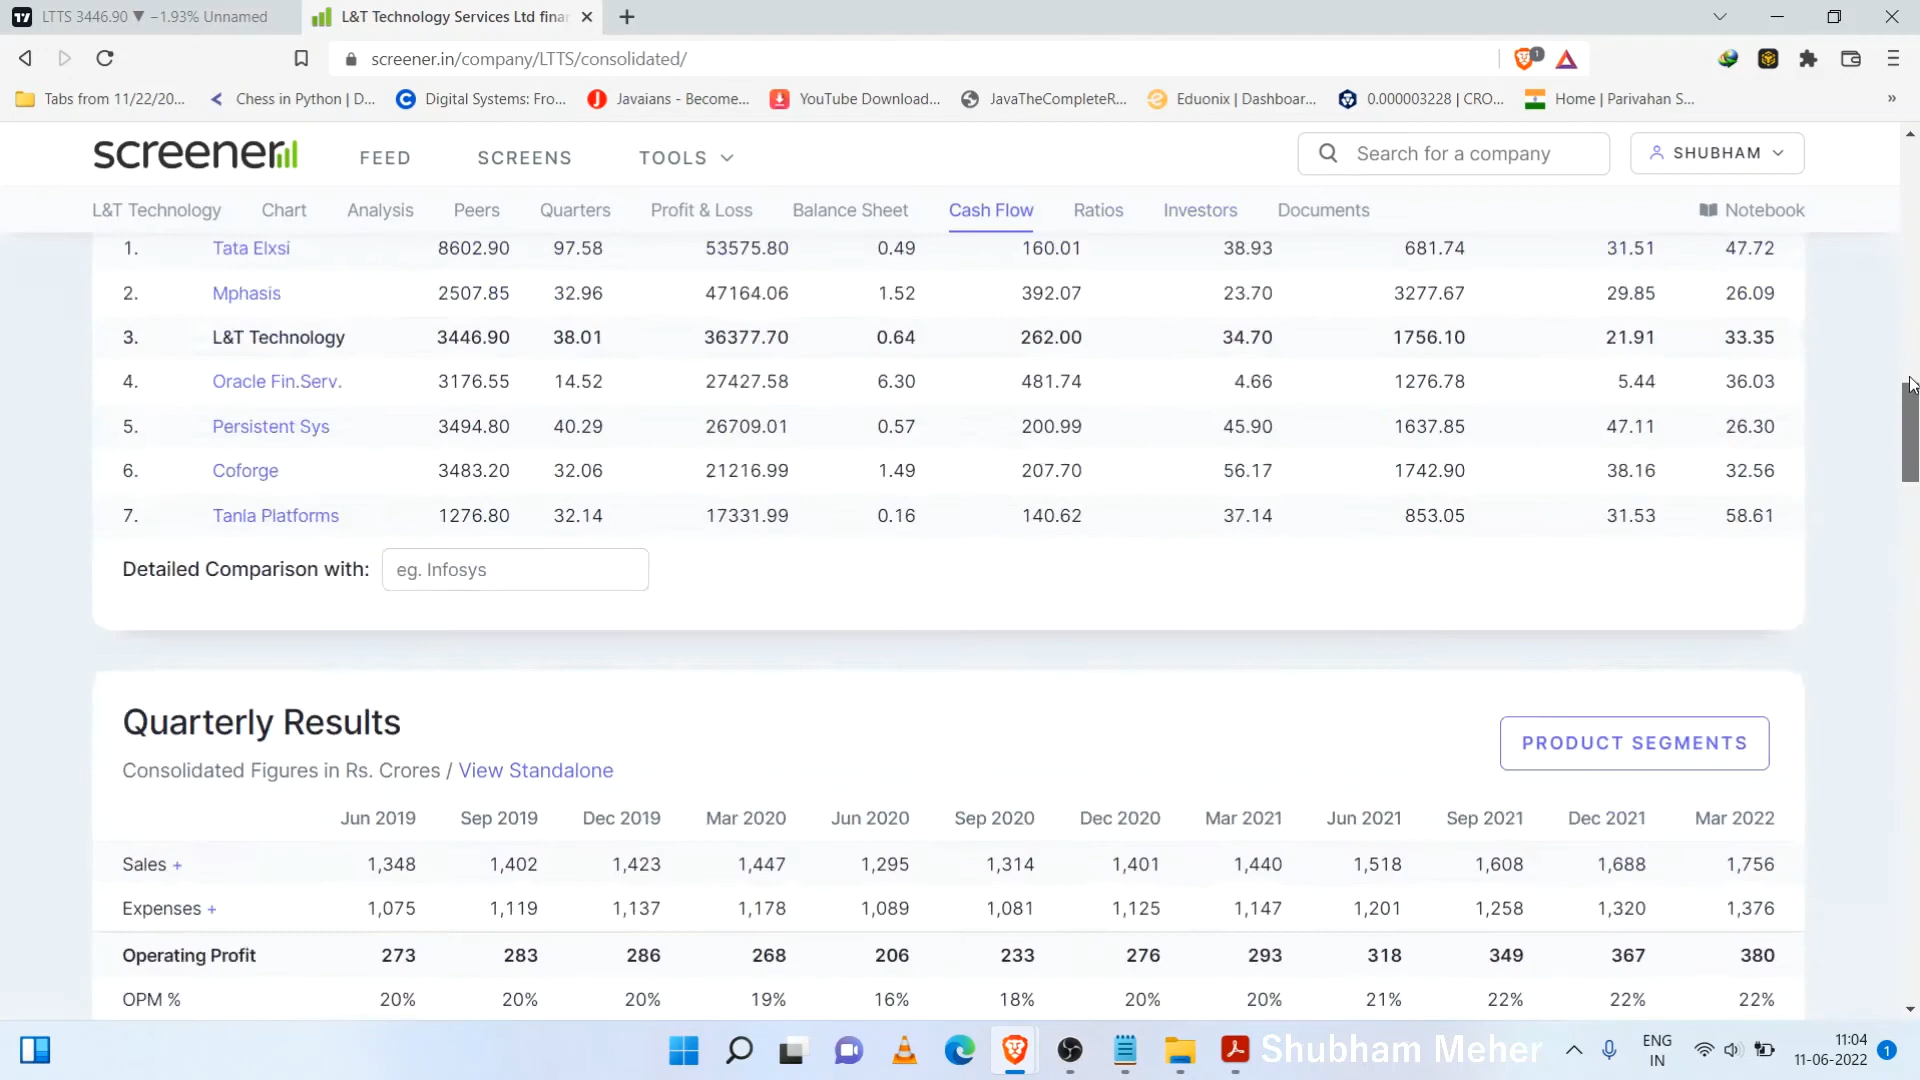 LTTS 3446.90 ▼ −1.93% Unnamed
L&T Technology Services Ltd finan
screener.in/company/LTTS/consolidated/
1
Tabs from 11/22/20...
Chess in Python | D...
Digital Systems: Fro...
Javaians - Become...
YouTube Download...
JavaTheCompleteR...
Eduonix | Dashboar...
0.000003228 | CRO...
Home | Parivahan S...
»
screener
FEED
SCREENS
TOOLS
Search for a company
SHUBHAM
L&T Technology Chart Analysis Peers Quarters Profit & Loss Balance Sheet Cash Flow Ratios Investors Documents Notebook
1. Tata Elxsi 8602.90 97.58 53575.80 0.49 160.01 38.93 681.74 31.51 47.72
2. Mphasis 2507.85 32.96 47164.06 1.52 392.07 23.70 3277.67 29.85 26.09
3. L&T Technology 3446.90 38.01 36377.70 0.64 262.00 34.70 1756.10 21.91 33.35
4. Oracle Fin.Serv. 3176.55 14.52 27427.58 6.30 481.74 4.66 1276.78 5.44 36.03
5. Persistent Sys 3494.80 40.29 26709.01 0.57 200.99 45.90 1637.85 47.11 26.30
6. Coforge 3483.20 32.06 21216.99 1.49 207.70 56.17 1742.90 38.16 32.56
7. Tanla Platforms 1276.80 32.14 17331.99 0.16 140.62 37.14 853.05 31.53 58.61
Detailed Comparison with: eg. Infosys
Quarterly Results
PRODUCT SEGMENTS
Consolidated Figures in Rs. Crores / View Standalone
Jun 2019 Sep 2019 Dec 2019 Mar 2020 Jun 2020 Sep 2020 Dec 2020 Mar 2021 Jun 2021 Sep 2021 Dec 2021 Mar 2022
Sales + 1,348 1,402 1,423 1,447 1,295 1,314 1,401 1,440 1,518 1,608 1,688 1,756
Expenses + 1,075 1,119 1,137 1,178 1,089 1,081 1,125 1,147 1,201 1,258 1,320 1,376
Operating Profit 273 283 286 268 206 233 276 293 318 349 367 380
OPM % 20% 20% 20% 19% 16% 18% 20% 20% 21% 22% 22% 22%
Shubham Meher
ENG
IN
11:04
11-06-2022
1